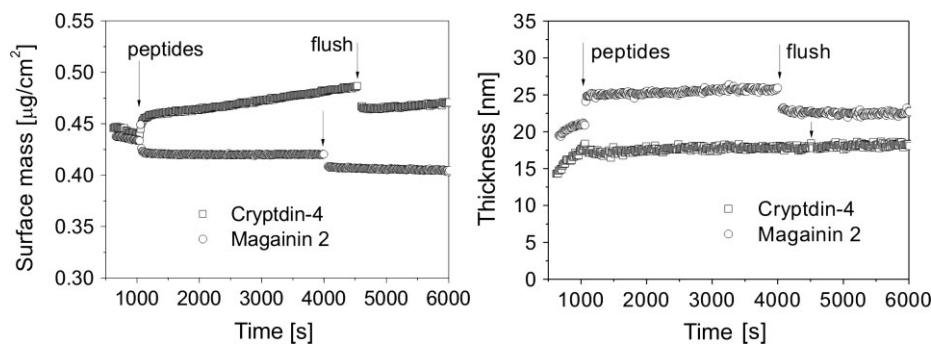 0.55
0.50
0.45
0.40
0.35
0.30
Surface mass [µg/cm²]
peptides
flush
Cryptdin-4
Magainin 2
1000 2000 3000 4000 5000 6000
Time [s]
35
30
25
20
15
10
5
0
Thickness [nm]
peptides
flush
Cryptdin-4
Magainin 2
1000 2000 3000 4000 5000 6000
Time [s]